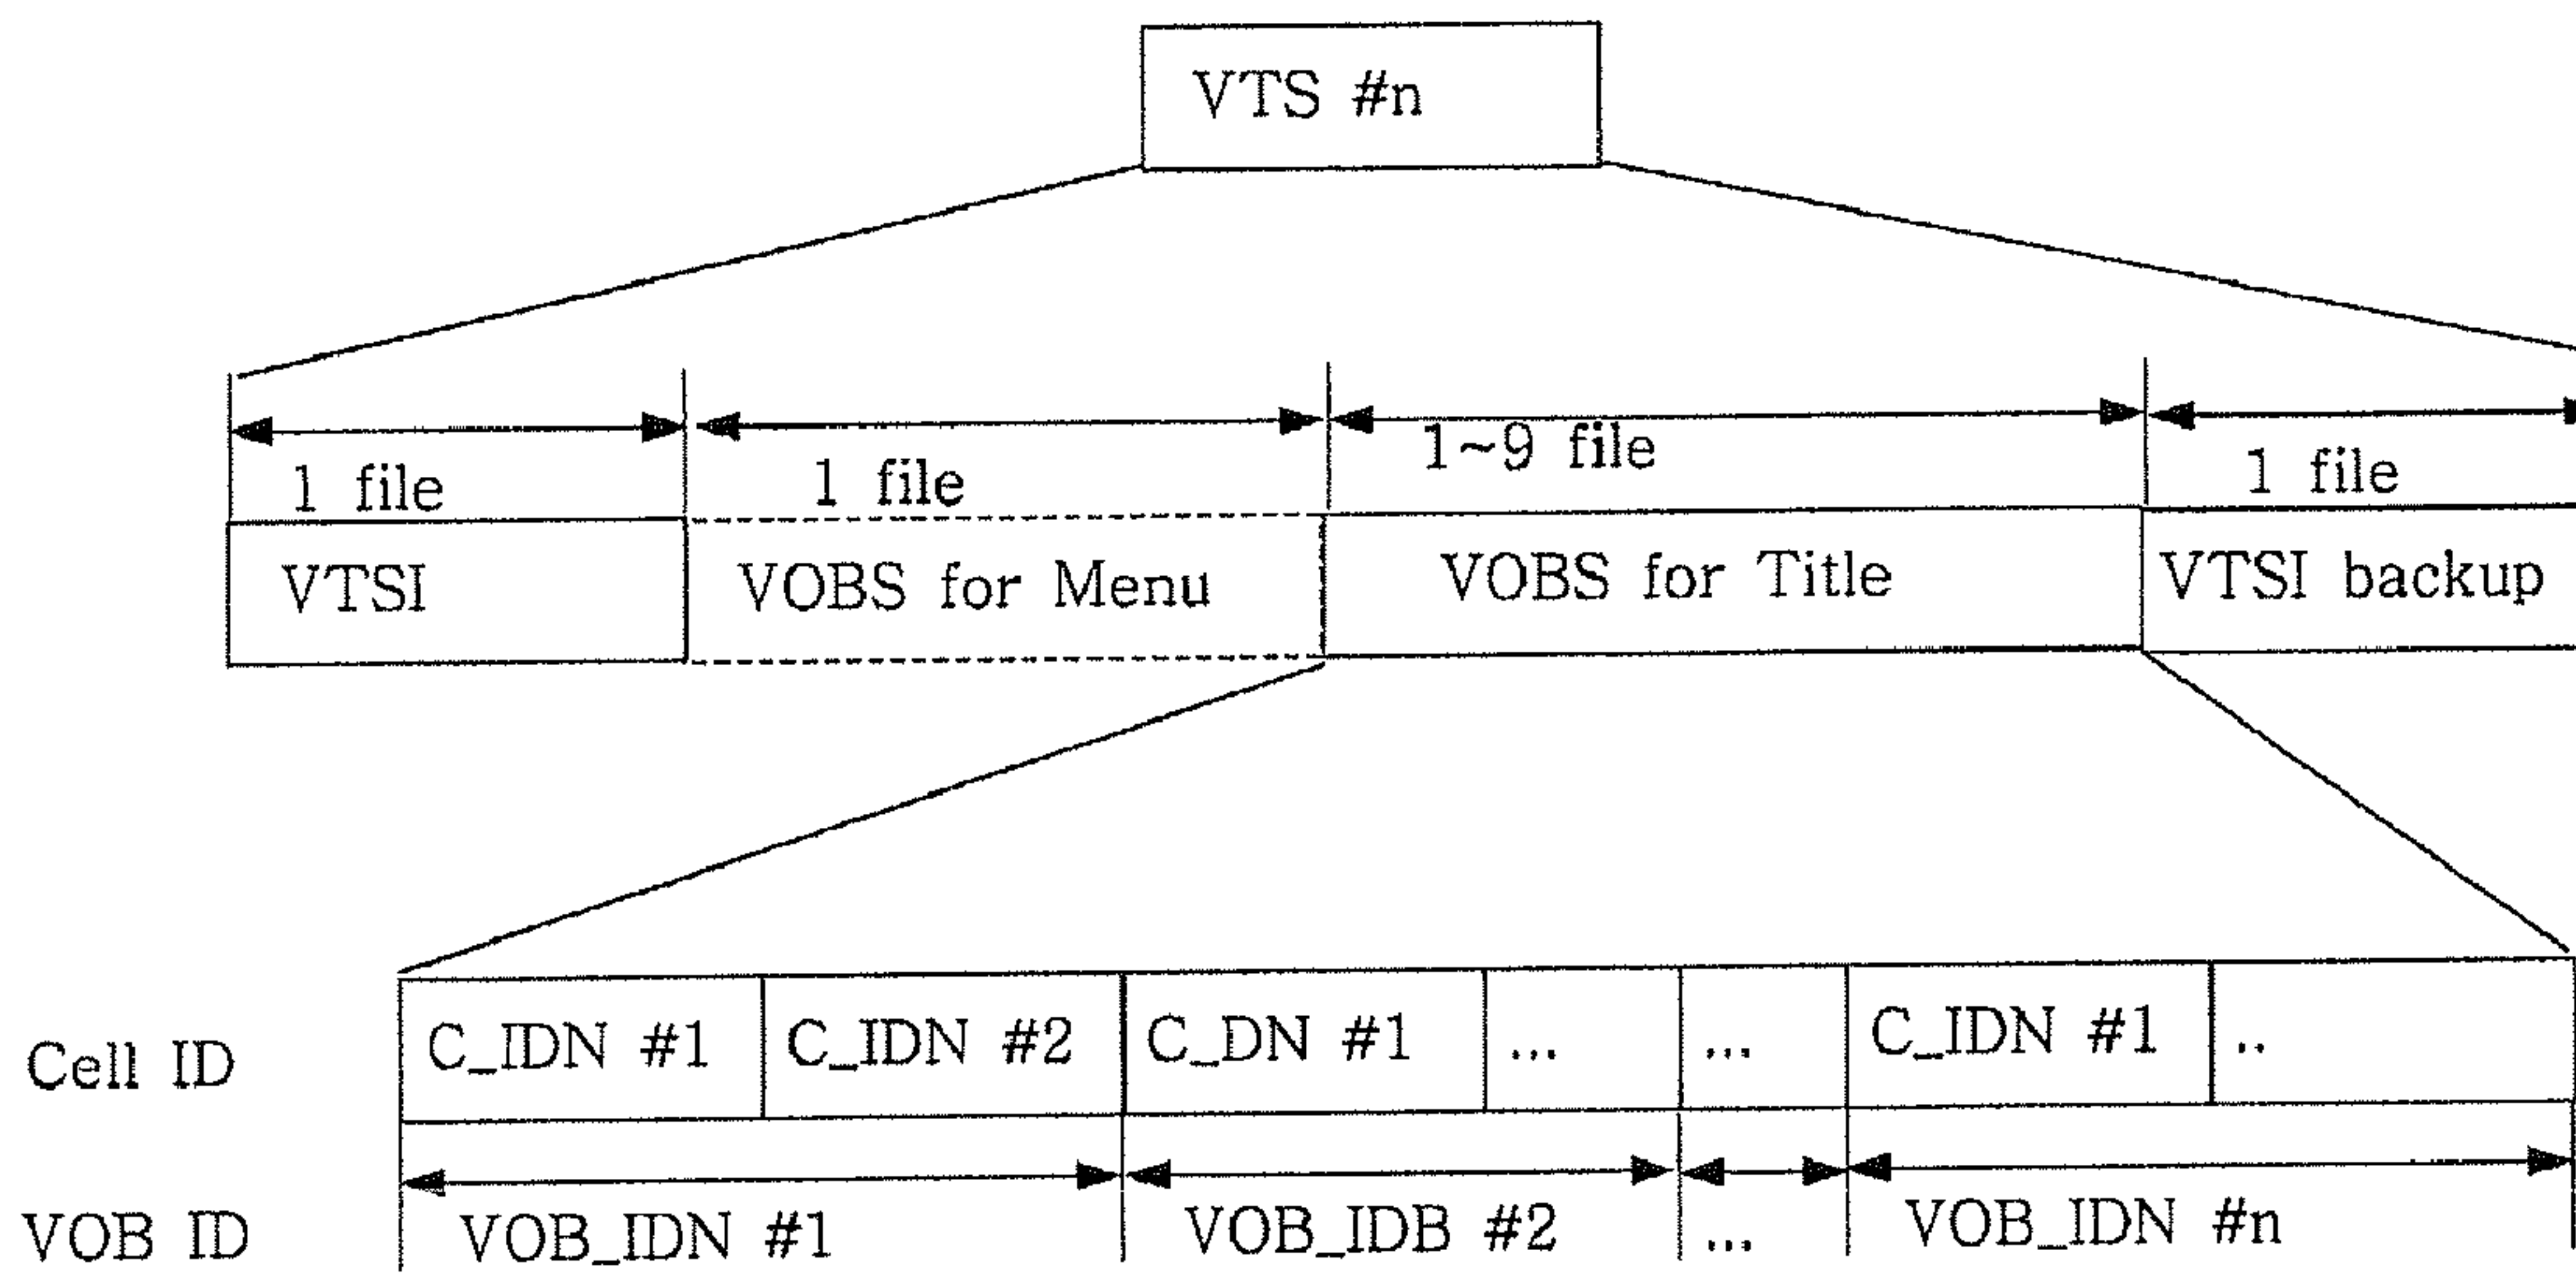 VTS #n
1 file
1 file
1~9 file
1 file
VTSI
VOBS for Menu
VOBS for Title
VTSI backup
Cell ID
C_IDN #1
C_IDN #2
C_DN #1
...
...
C_IDN #1
..
VOB ID
VOB_IDN #1
VOB_IDB #2
...
VOB_IDN #n